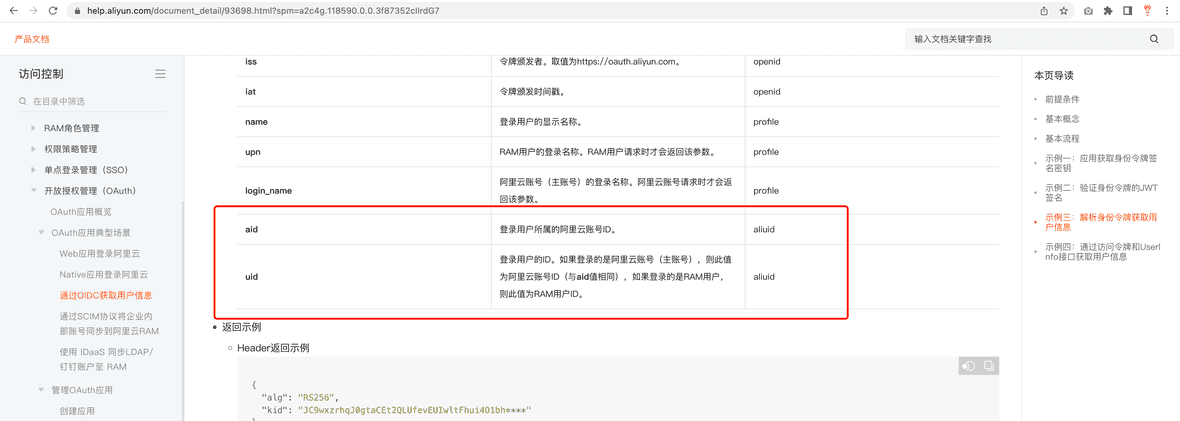 help.aliyun.com/document_detail/93698.html?spm=a2c4g.118590.0.0.3f87352clIrdG7
产品文档
输入文档关键字查找
访问控制
在目录中筛选
RAM角色管理
权限策略管理
单点登录管理（SSO）
开放授权管理（OAuth）
OAuth应用概览
OAuth应用典型场景
Web应用登录阿里云
Native应用登录阿里云
通过OIDC获取用户信息
通过SCIM协议将企业内
部账号同步到阿里云RAM
使用 IDaaS 同步LDAP/
钉钉账户至 RAM
管理OAuth应用
创建应用
iss 令牌颁发者。取值为https://oauth.aliyun.com。 openid
iat 令牌颁发时间戳。 openid
name 登录用户的显示名称。 profile
upn RAM用户的登录名称。RAM用户请求时才会返回该参数。 profile
login_name 阿里云账号（主账号）的登录名称。阿里云账号请求时才会返
回该参数。 profile
aid 登录用户所属的阿里云账号ID。 aliuid
uid 登录用户的ID。如果登录的是阿里云账号（主账号），则此值
为阿里云账号ID（与aid值相同），如果登录的是RAM用户，
则此值为RAM用户ID。 aliuid
返回示例
Header返回示例
{
"alg": "RS256",
"kid": "JC9wxzrhqJ0gtaCEt2QLUfevEUIwltFhui4O1bh****"
本页导读
前提条件
基本概念
基本流程
示例一：应用获取身份令牌签
名密钥
示例二：验证身份令牌的JWT
签名
示例三：解析身份令牌获取用
户信息
示例四：通过访问令牌和UserI
nfo接口获取用户信息